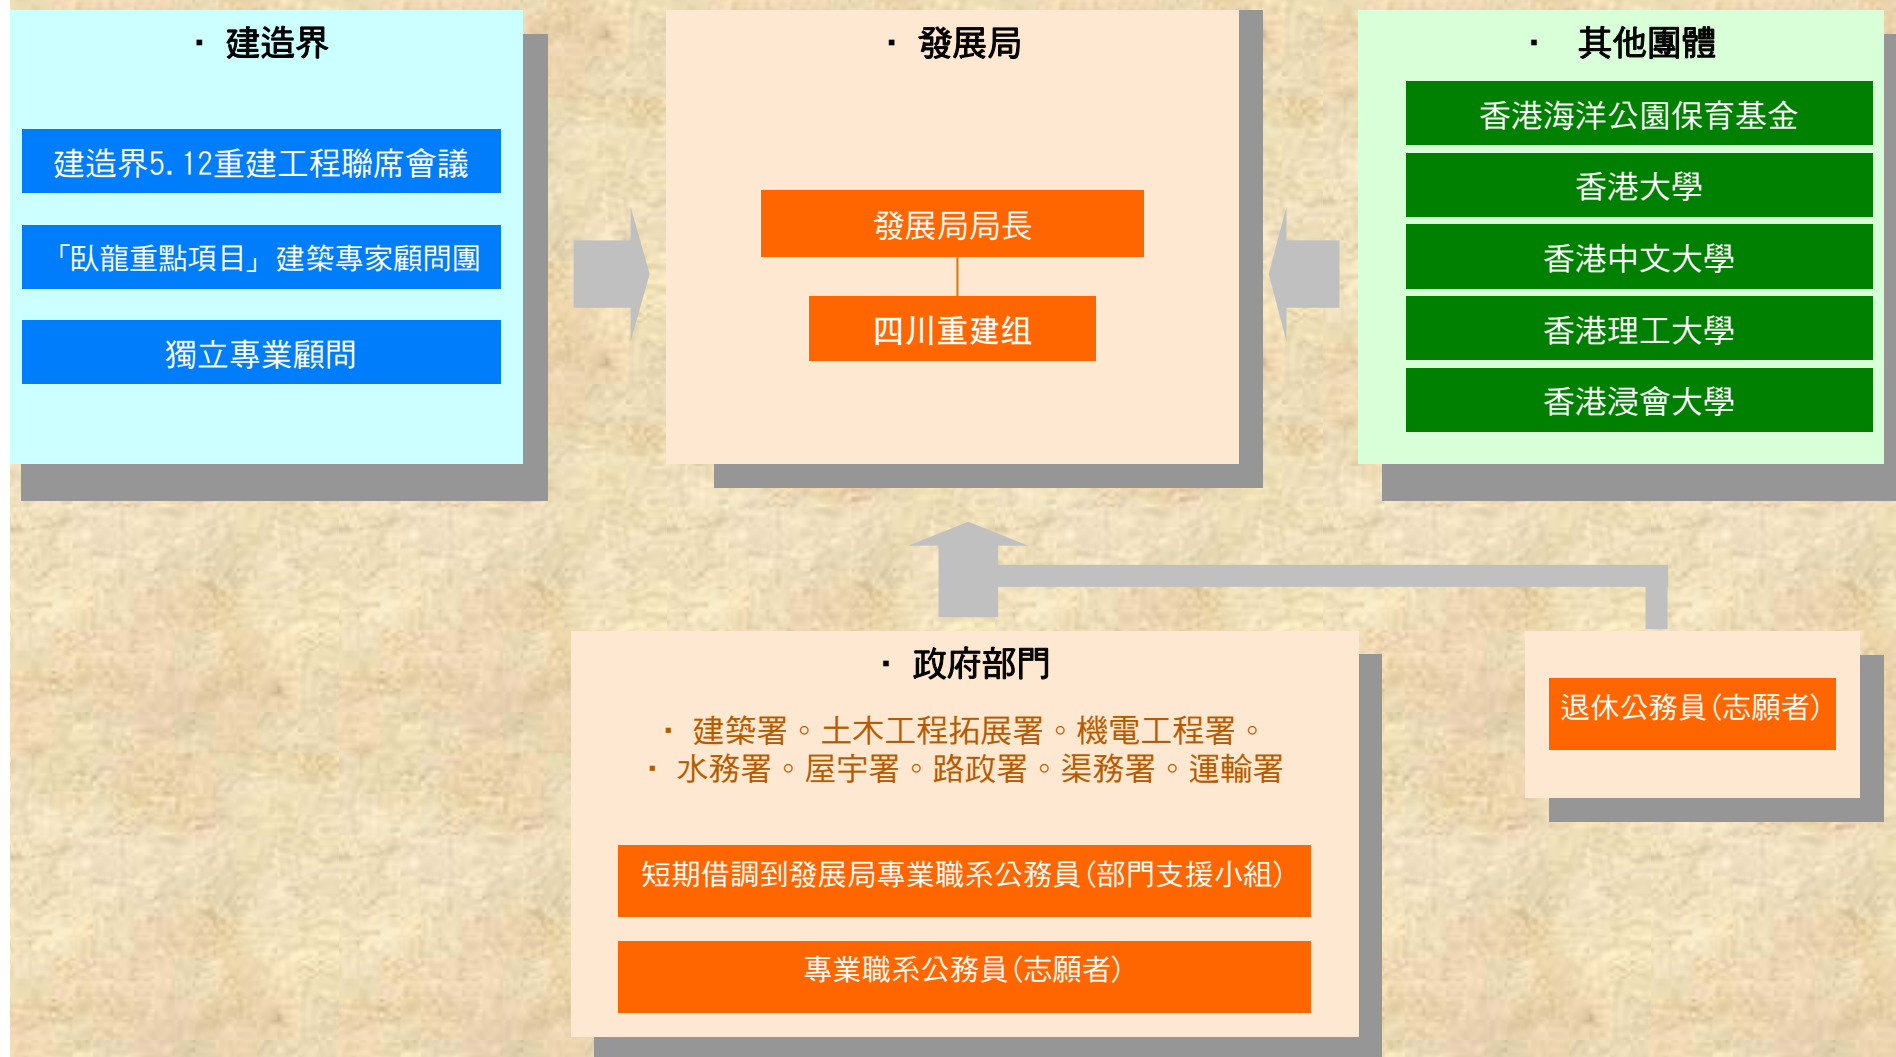 · 建造界
建造界5.12重建工程聯席會議
「臥龍重點項目」建築專家顧問團
獨立專業顧問
· 發展局
發展局局長
四川重建组
· 其他團體
香港海洋公園保育基金
香港大學
香港中文大學
香港理工大學
香港浸會大學
· 政府部門
· 建築署。土木工程拓展署。機電工程署。
· 水務署。屋宇署。路政署。渠務署。運輸署
短期借調到發展局專業職系公務員(部門支援小組)
專業職系公務員(志願者)
退休公務員(志願者)